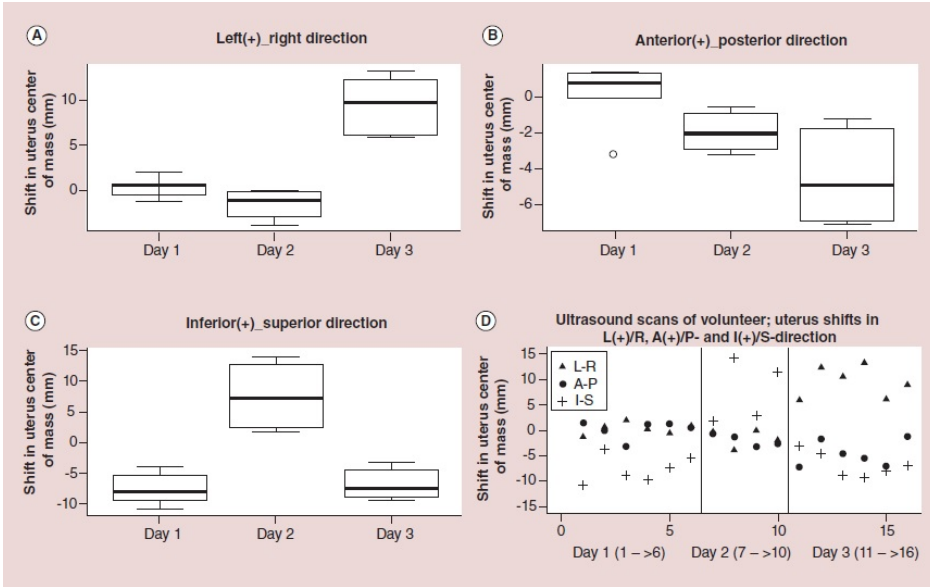 A
Left(+)_right direction
Shift in uterus center
of mass (mm)
10
5
0
Day 1
Day 2
Day 3
B
Anterior(+)_posterior direction
Shift in uterus center
of mass (mm)
0
-2
-4
-6
Day 1
Day 2
Day 3
C
Inferior(+)_superior direction
Shift in uterus center
of mass (mm)
15
10
5
0
-5
-10
Day 1
Day 2
Day 3
D
Ultrasound scans of volunteer; uterus shifts in
L(+)/R, A(+)/P- and I(+)/S-direction
Shift in uterus center
of mass (mm)
15
10
5
0
-5
-10
-15
L-R
A-P
I-S
0
5
10
15
Day 1 (1 – >6)
Day 2 (7 – >10)
Day 3 (11 – >16)